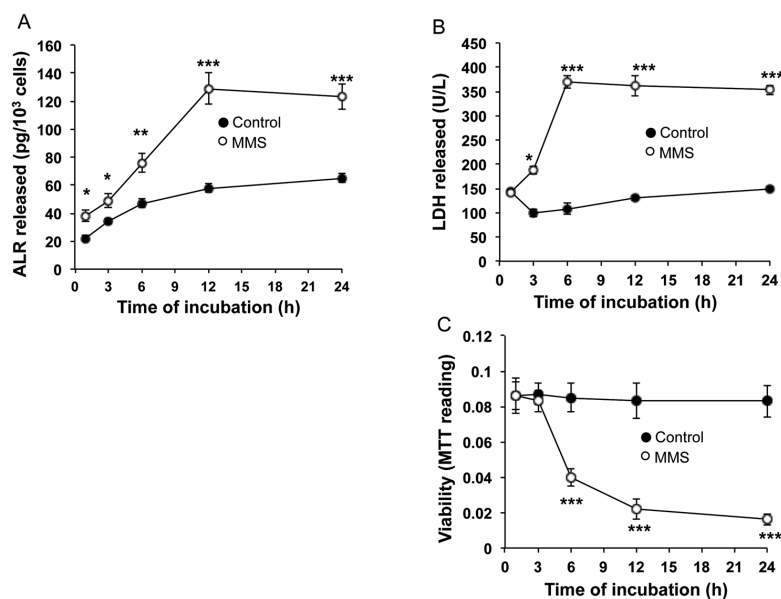 A
ALR released (pg/10³ cells)
160
140
120
100
80
60
40
20
0
*
*
**
***
***
Control
MMS
0 3 6 9 12 15 18 21 24
Time of incubation (h)
B
LDH released (U/L)
450
400
350
300
250
200
150
100
50
0
*
***
***
***
Control
MMS
0 3 6 9 12 15 18 21 24
Time of incubation (h)
C
Viability (MTT reading)
0.12
0.1
0.08
0.06
0.04
0.02
0
Control
MMS
***
***
***
0 3 6 9 12 15 18 21 24
Time of incubation (h)